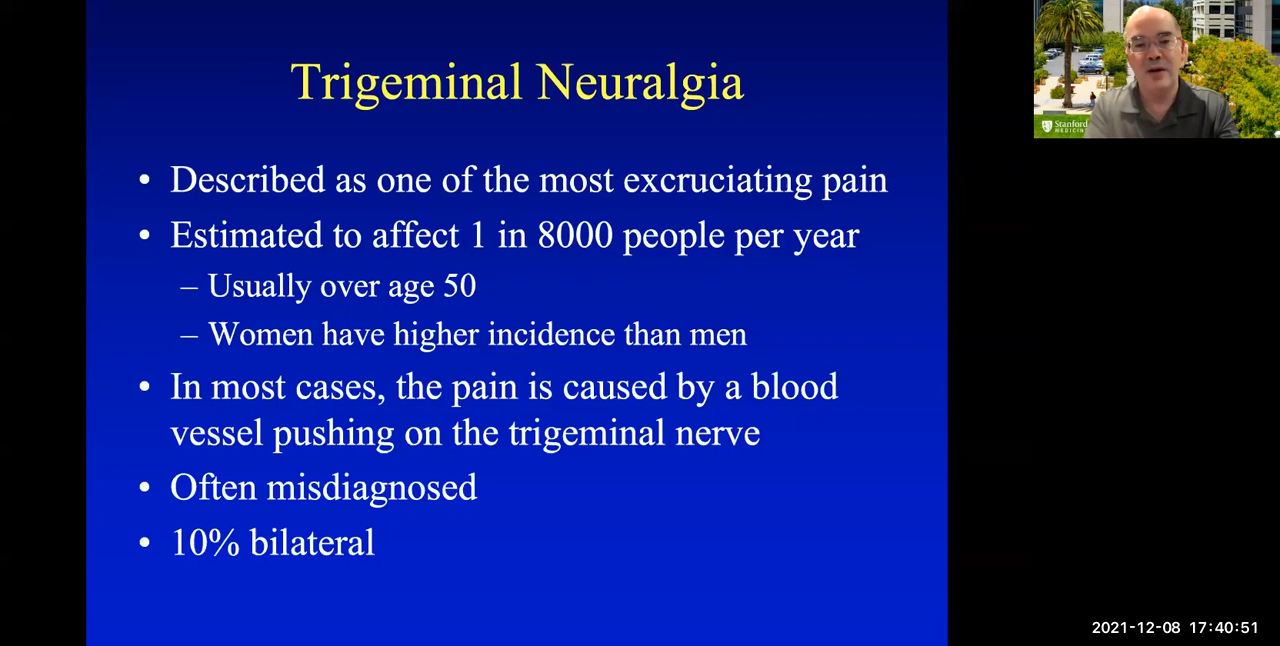 Trigeminal Neuralgia
• Described as one of the most excruciating pain
• Estimated to affect 1 in 8000 people per year
– Usually over age 50
– Women have higher incidence than men
• In most cases, the pain is caused by a blood
vessel pushing on the trigeminal nerve
• Often misdiagnosed
• 10% bilateral
Stanford
MEDICINE
2021-12-08 17:40:51